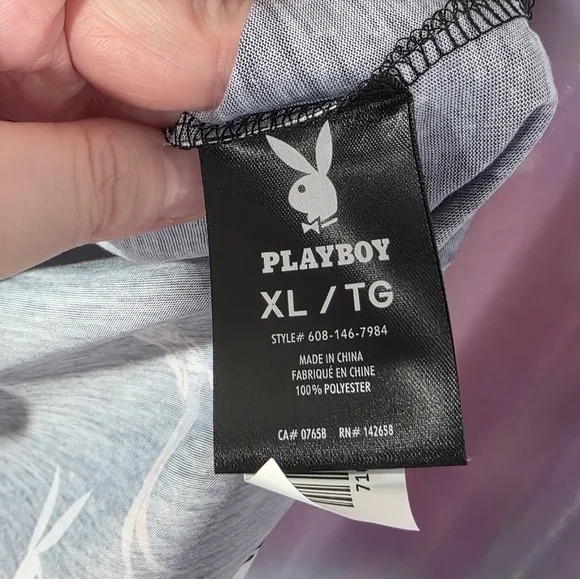 PLAYBOY
XL / TG
STYLE# 608-146-7984
MADE IN CHINA
FABRIQUÉ EN CHINE
100% POLYESTER
CA# 07658 RN# 142658